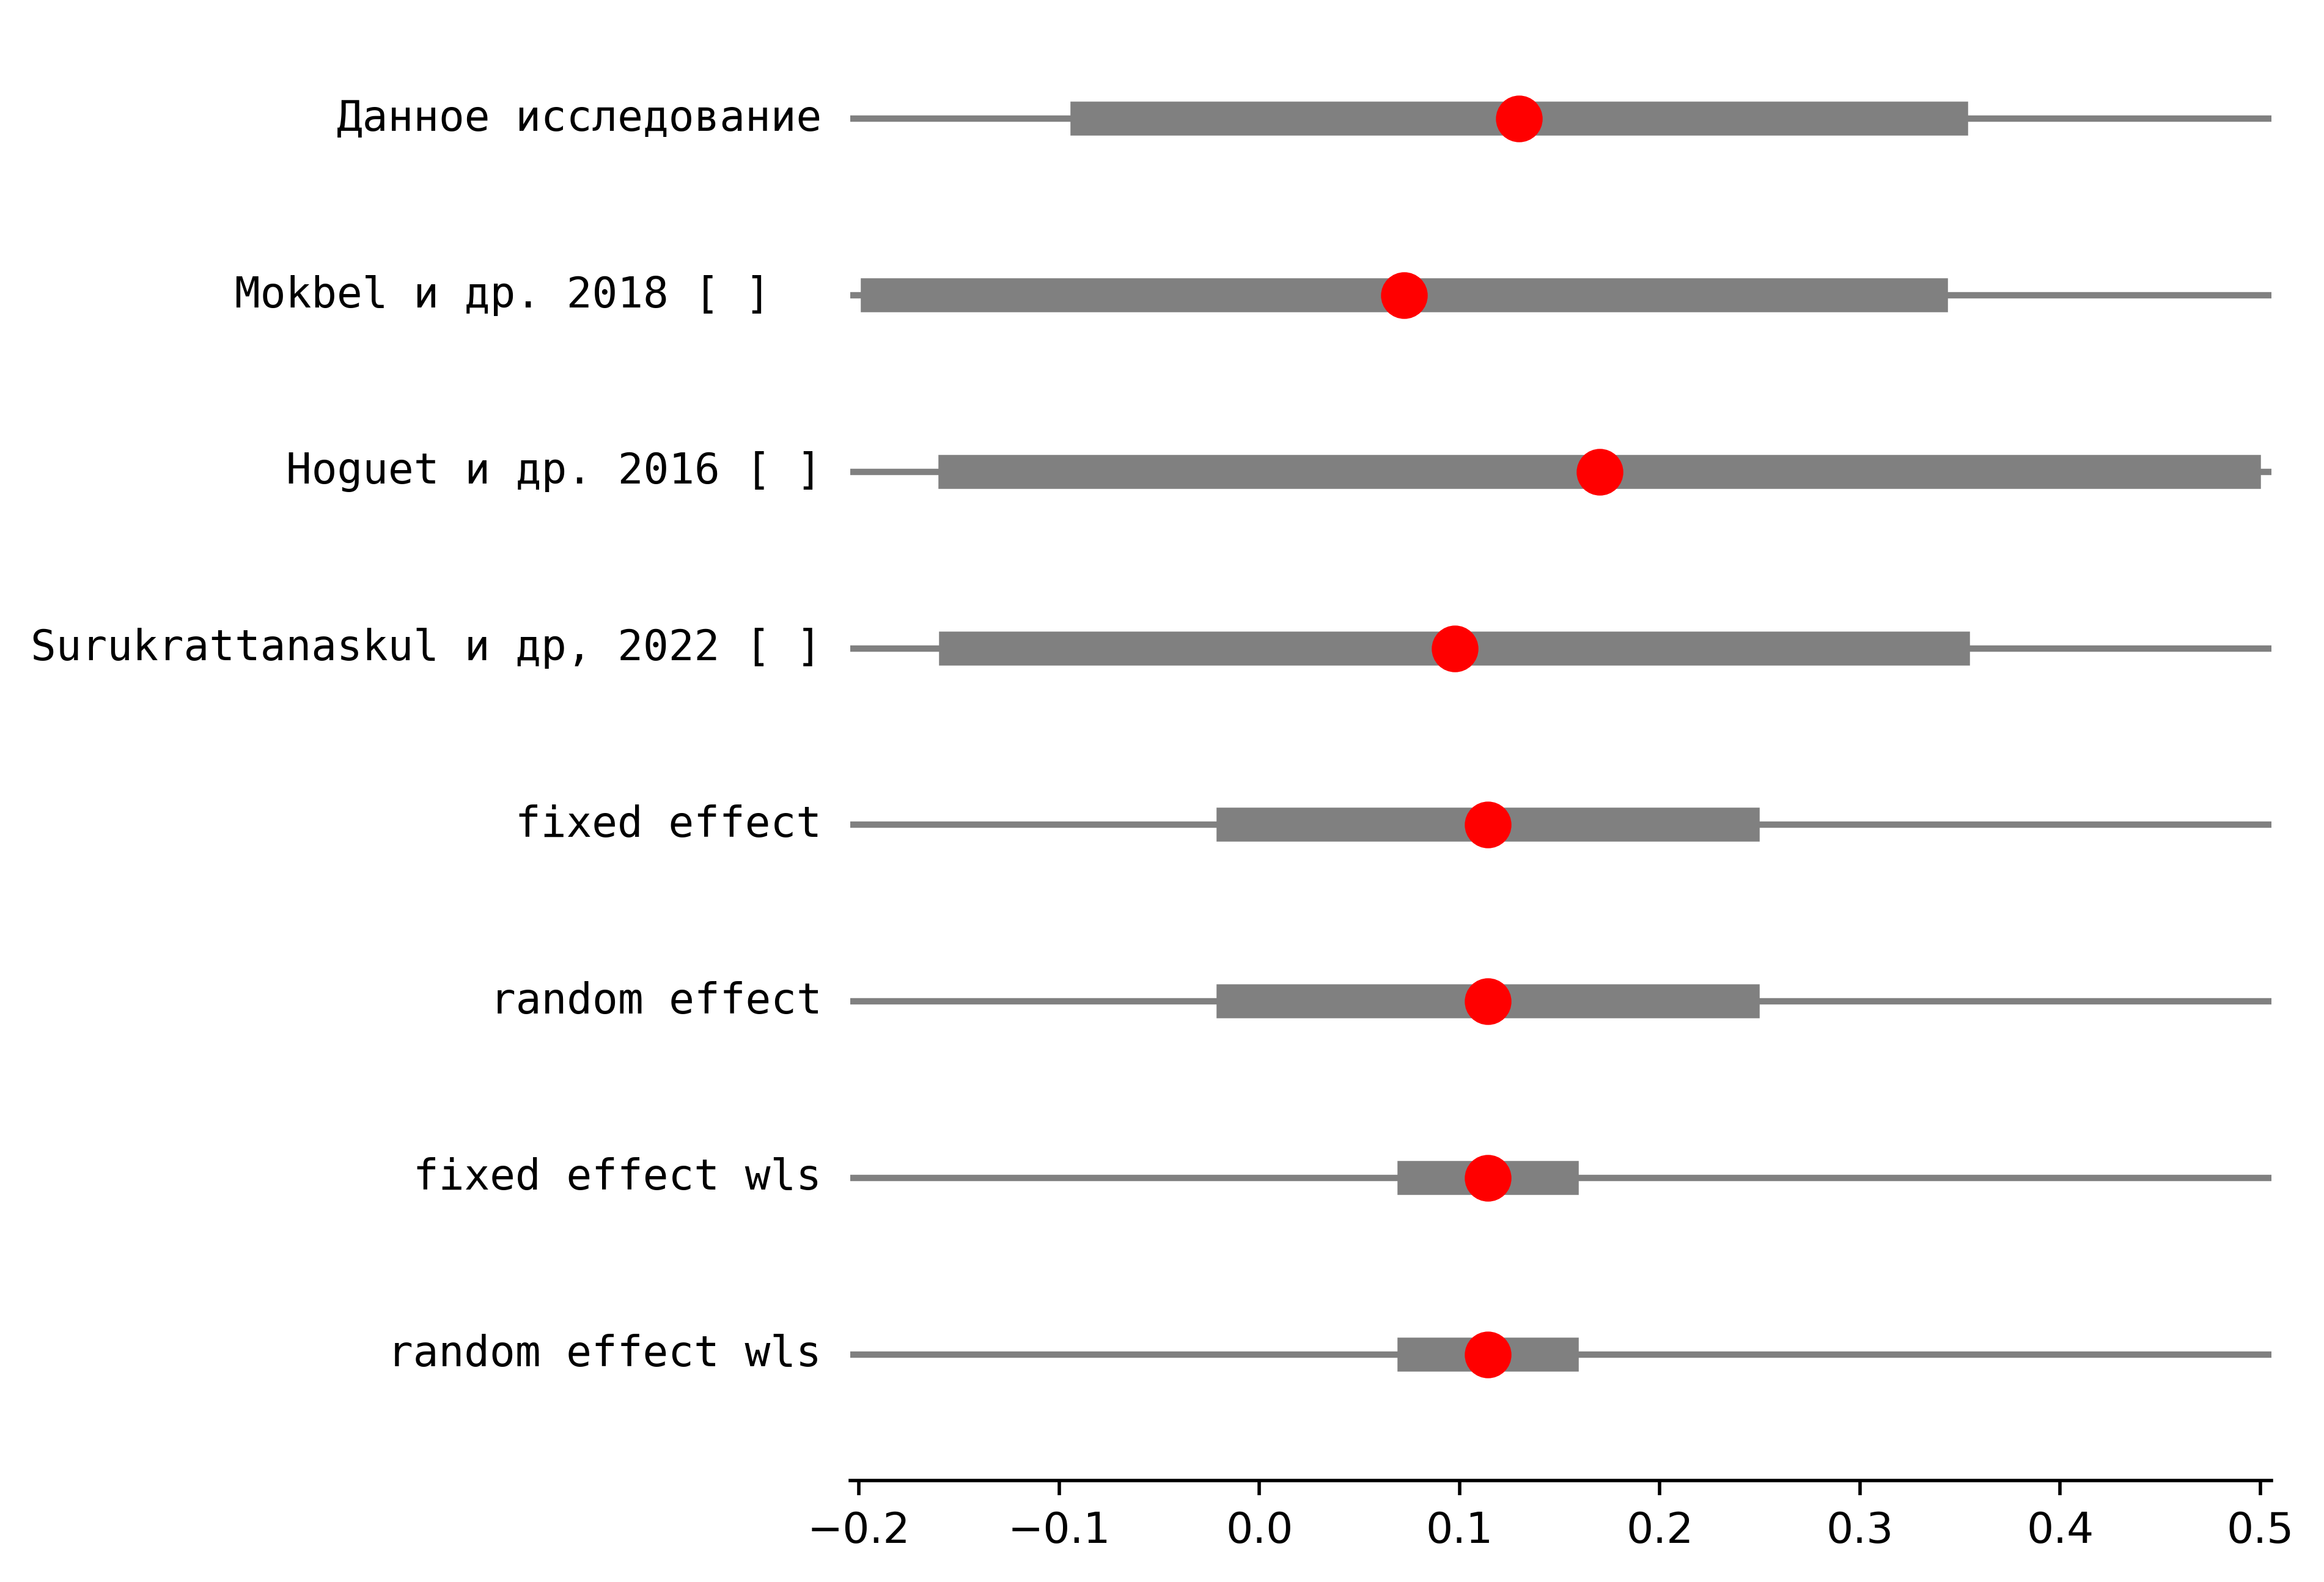 Данное исследование
Mokbel и др. 2018 [ ]
Hoguet и др. 2016 [ ]
Surukrattanaskul и др, 2022 [ ]
fixed effect
random effect
fixed effect wls
random effect wls
−0.2 −0.1 0.0 0.1 0.2 0.3 0.4 0.5